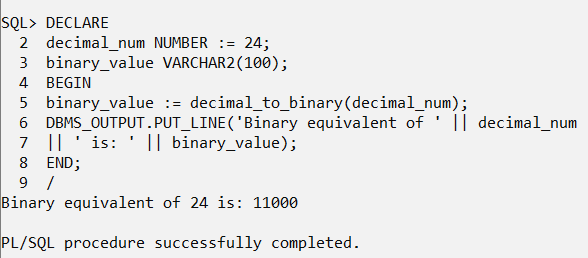 SQL> DECLARE
  2  decimal_num NUMBER := 24;
  3  binary_value VARCHAR2(100);
  4  BEGIN
  5  binary_value := decimal_to_binary(decimal_num);
  6  DBMS_OUTPUT.PUT_LINE('Binary equivalent of ' || decimal_num
  7  || ' is: ' || binary_value);
  8  END;
  9  /
Binary equivalent of 24 is: 11000

PL/SQL procedure successfully completed.